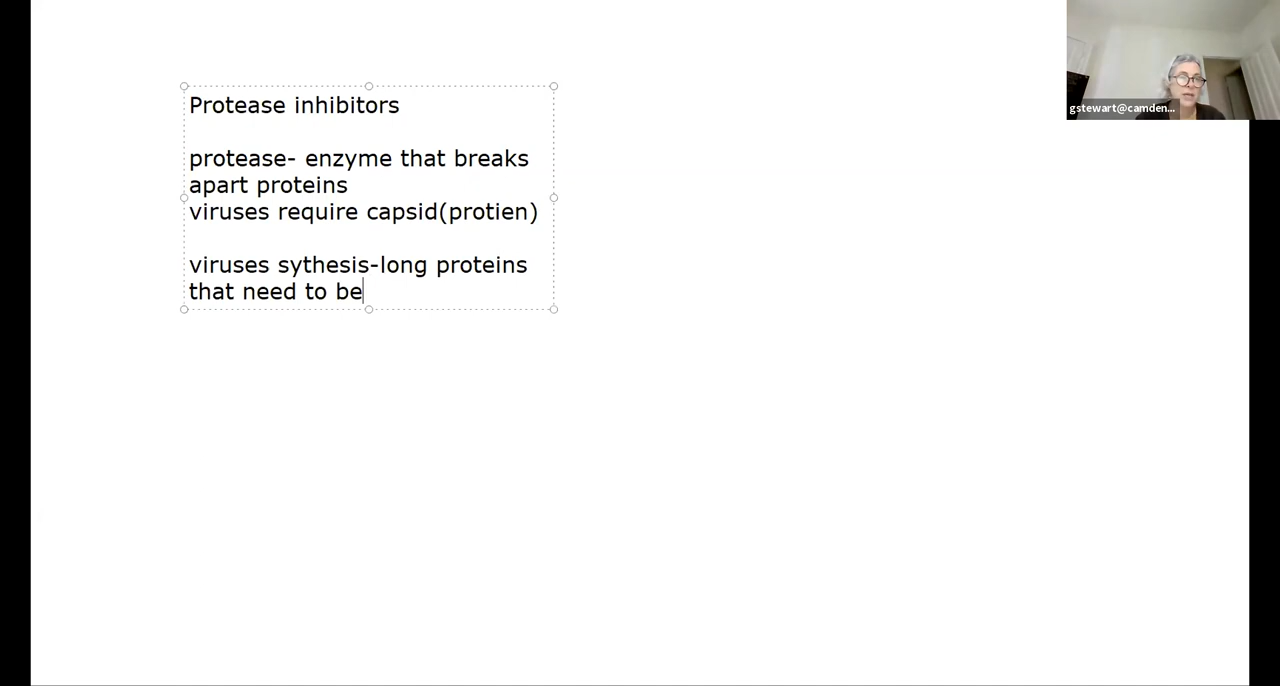 Protease inhibitors
protease- enzyme that breaks
apart proteins
viruses require capsid(protien)
viruses sythesis-long proteins
that need to be
gstewart@camden...